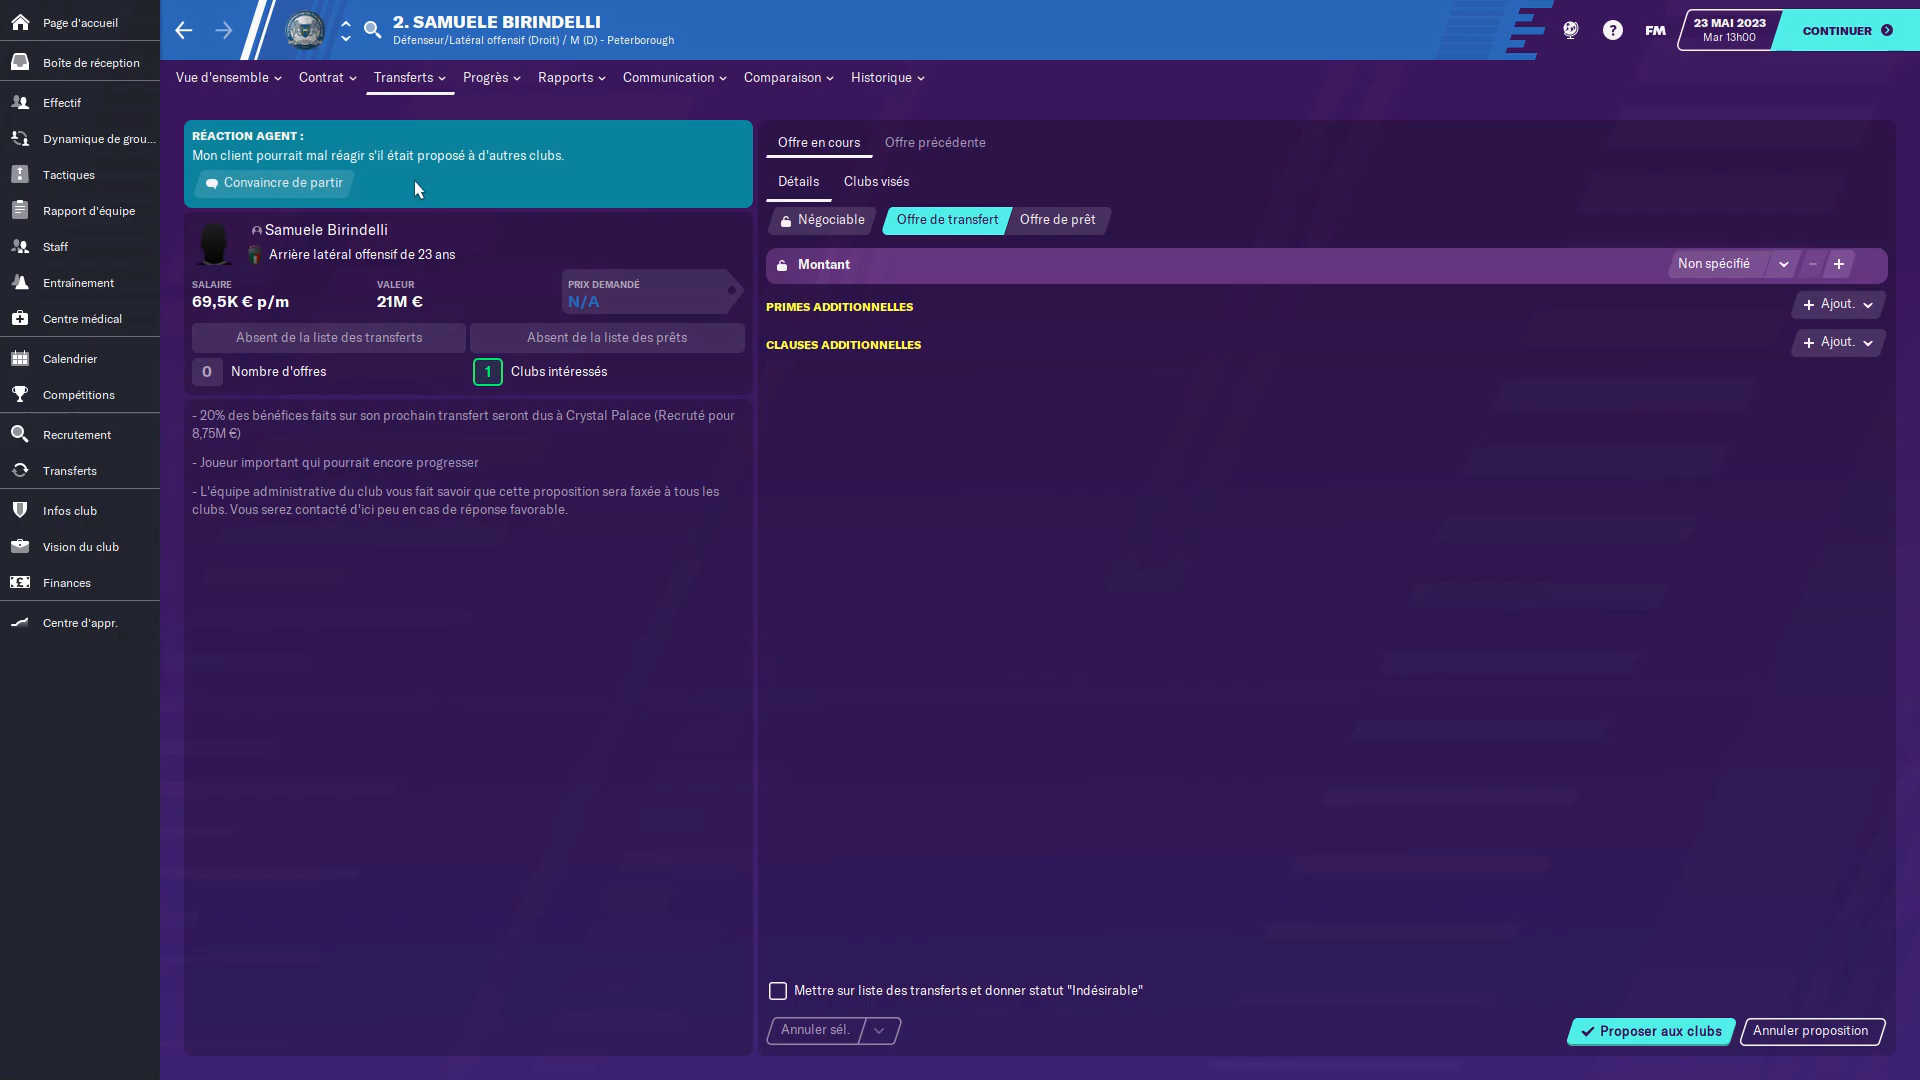 Page d'accueil
Boîte de réception
Effectif
Dynamique de grou...
Tactiques
Rapport d'équipe
Staff
Entraînement
Centre médical
Calendrier
Compétitions
Recrutement
Transferts
Infos club
Vision du club
Finances
Centre d'appr.
2. SAMUELE BIRINDELLI
Défenseur/Latéral offensif (Droit) / M (D) - Peterborough
FM
23 MAI 2023
Mar 13h00
CONTINUER
Vue d'ensemble
Contrat
Transferts
Progrès
Rapports
Communication
Comparaison
Historique
RÉACTION AGENT :
Mon client pourrait mal réagir s'il était proposé à d'autres clubs.
Convaincre de partir
Samuele Birindelli
Arrière latéral offensif de 23 ans
SALAIRE
69,5K € p/m
VALEUR
21M €
PRIX DEMANDÉ
N/A
Absent de la liste des transferts
Absent de la liste des prêts
0 Nombre d'offres
1 Clubs intéressés
- 20% des bénéfices faits sur son prochain transfert seront dus à Crystal Palace (Recruté pour
8,75M €)
- Joueur important qui pourrait encore progresser
- L'équipe administrative du club vous fait savoir que cette proposition sera faxée à tous les
clubs. Vous serez contacté d'ici peu en cas de réponse favorable.
Offre en cours
Offre précédente
Détails
Clubs visés
Négociable
Offre de transfert
Offre de prêt
Montant
Non spécifié
PRIMES ADDITIONNELLES
+ Ajout.
CLAUSES ADDITIONNELLES
+ Ajout.
Mettre sur liste des transferts et donner statut "Indésirable"
Annuler sél.
Proposer aux clubs
Annuler proposition